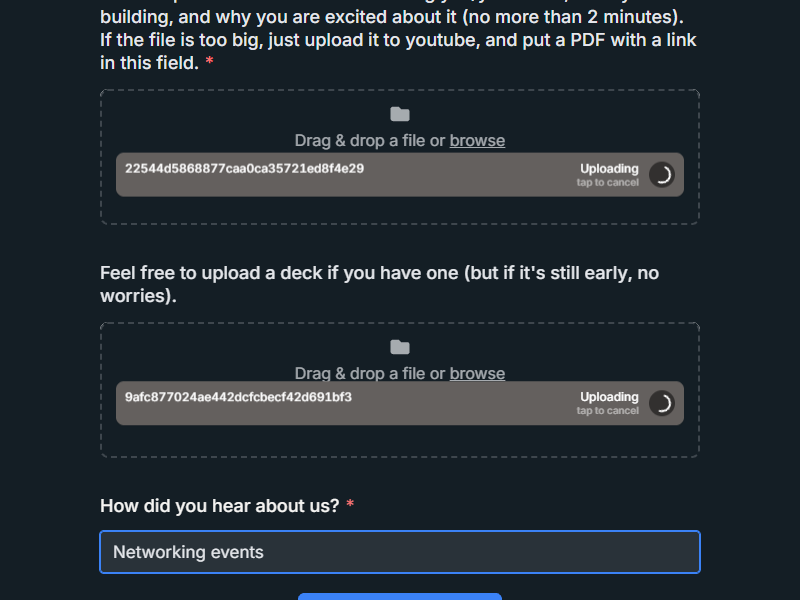 building, and why you are excited about it (no more than 2 minutes).
If the file is too big, just upload it to youtube, and put a PDF with a link
in this field. *
Drag & drop a file or browse
22544d5868877caa0ca35721ed8f4e29
Uploading
tap to cancel
Feel free to upload a deck if you have one (but if it's still early, no
worries).
Drag & drop a file or browse
9afc877024ae442dcfcbecf42d691bf3
Uploading
tap to cancel
How did you hear about us? *
Networking events